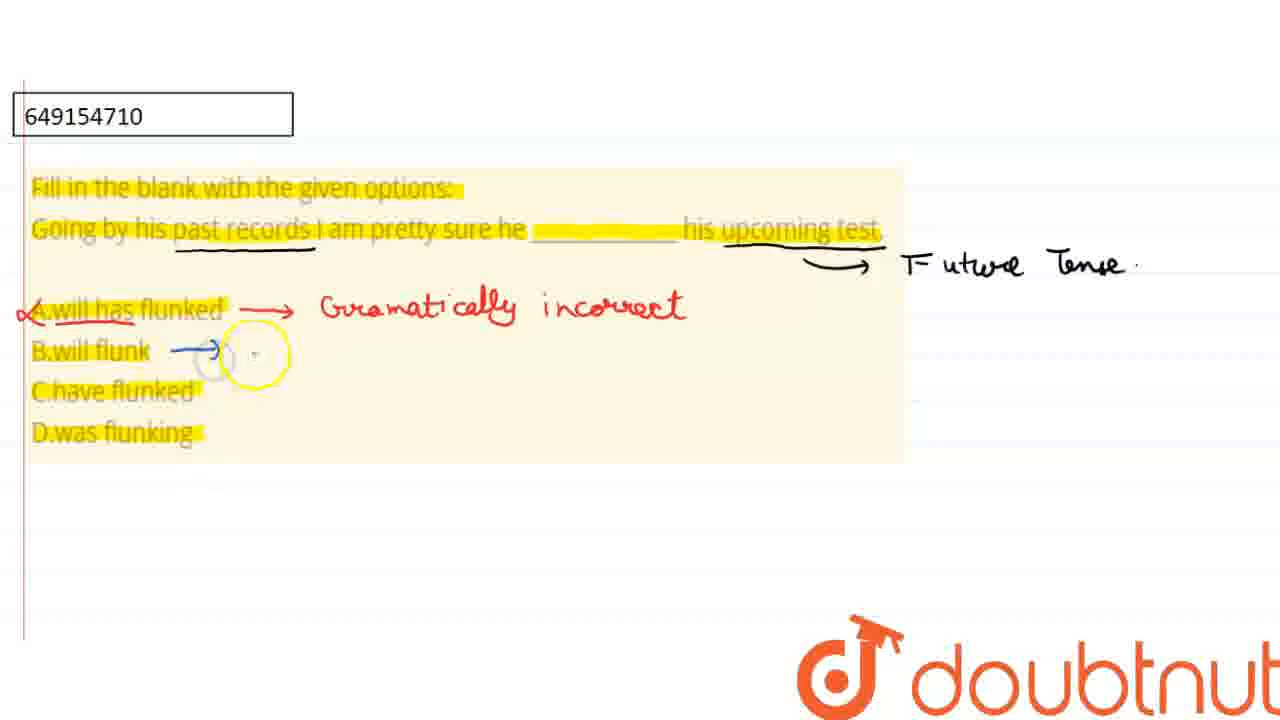 649154710
Fill in the blank with the given options:
Going by his past records I am pretty sure he ____________ his upcoming test.
Future Tense.
A.will has flunked → Gramatically incorrect
B.will flunk →
C.have flunked
D.was flunking
doubtnut